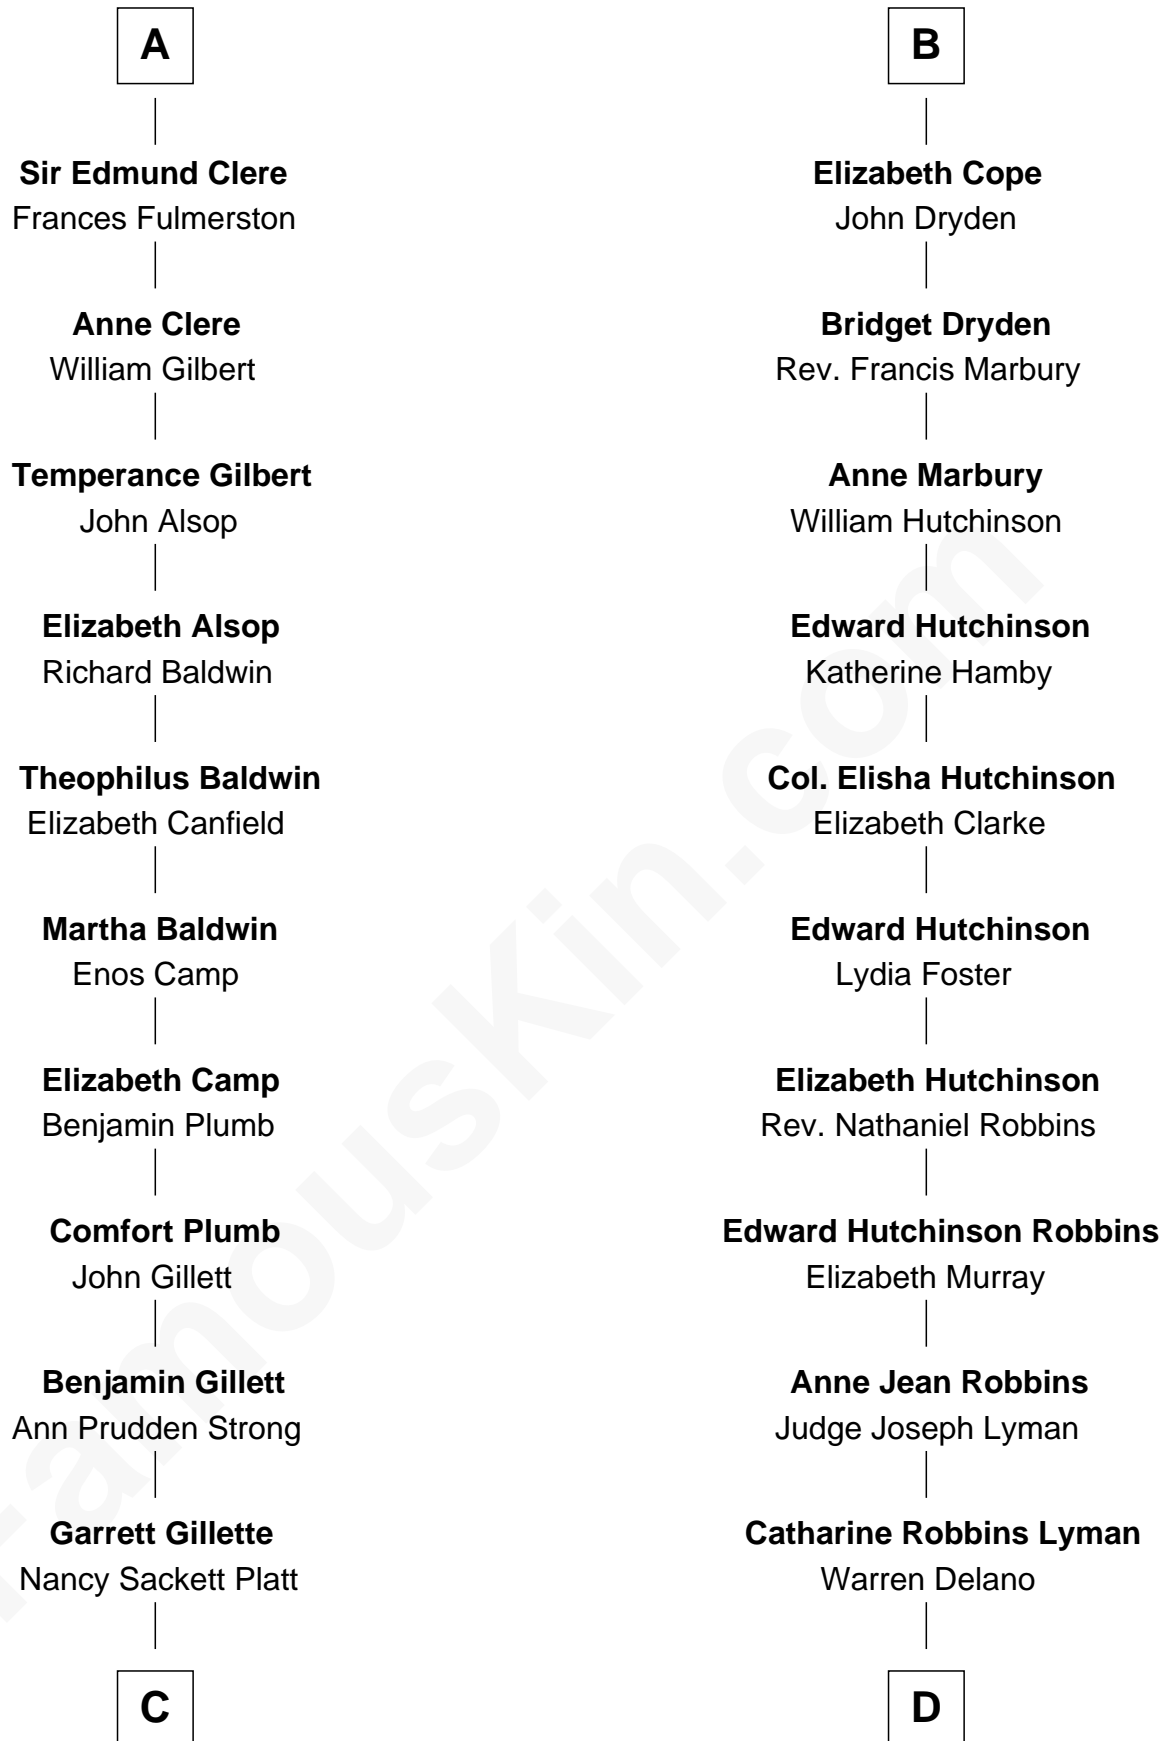 A
Sir Edmund Clere
Frances Fulmerston
Anne Clere
William Gilbert
Temperance Gilbert
John Alsop
Elizabeth Alsop
Richard Baldwin
Theophilus Baldwin
Elizabeth Canfield
Martha Baldwin
Enos Camp
Elizabeth Camp
Benjamin Plumb
Comfort Plumb
John Gillett
Benjamin Gillett
Ann Prudden Strong
Garrett Gillette
Nancy Sackett Platt
C
B
Elizabeth Cope
John Dryden
Bridget Dryden
Rev. Francis Marbury
Anne Marbury
William Hutchinson
Edward Hutchinson
Katherine Hamby
Col. Elisha Hutchinson
Elizabeth Clarke
Edward Hutchinson
Lydia Foster
Elizabeth Hutchinson
Rev. Nathaniel Robbins
Edward Hutchinson Robbins
Elizabeth Murray
Anne Jean Robbins
Judge Joseph Lyman
Catharine Robbins Lyman
Warren Delano
D
FamousKin.com